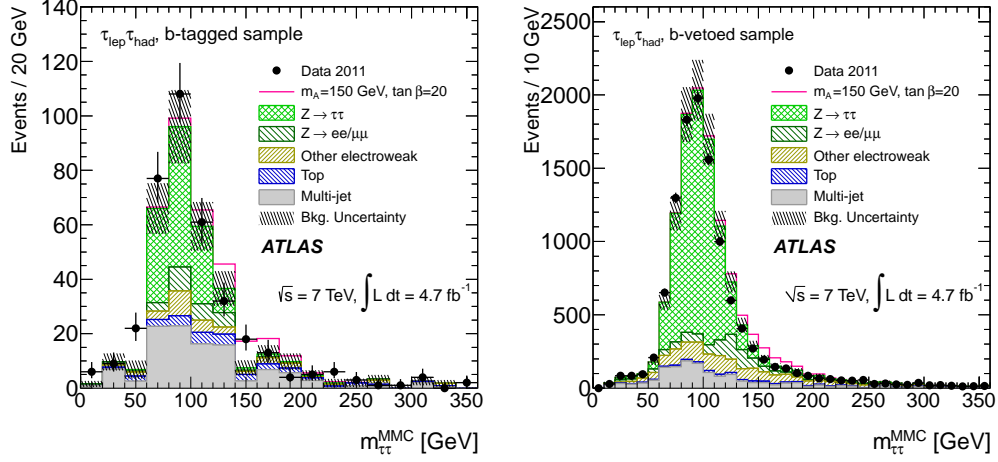 Events / 20 GeV
140
120
100
80
60
40
20
0
τlep τhad, b-tagged sample
Data 2011
mA=150 GeV, tan β=20
Z → ττ
Z → ee/μμ
Other electroweak
Top
Multi-jet
Bkg. Uncertainty
ATLAS
√s = 7 TeV, ∫ L dt = 4.7 fb-1
0 50 100 150 200 250 300 350
mττMMC [GeV]
Events / 10 GeV
2500
2000
1500
1000
500
0
τlep τhad, b-vetoed sample
Data 2011
mA=150 GeV, tan β=20
Z → ττ
Z → ee/μμ
Other electroweak
Top
Multi-jet
Bkg. Uncertainty
ATLAS
√s = 7 TeV, ∫ L dt = 4.7 fb-1
0 50 100 150 200 250 300 350
mττMMC [GeV]